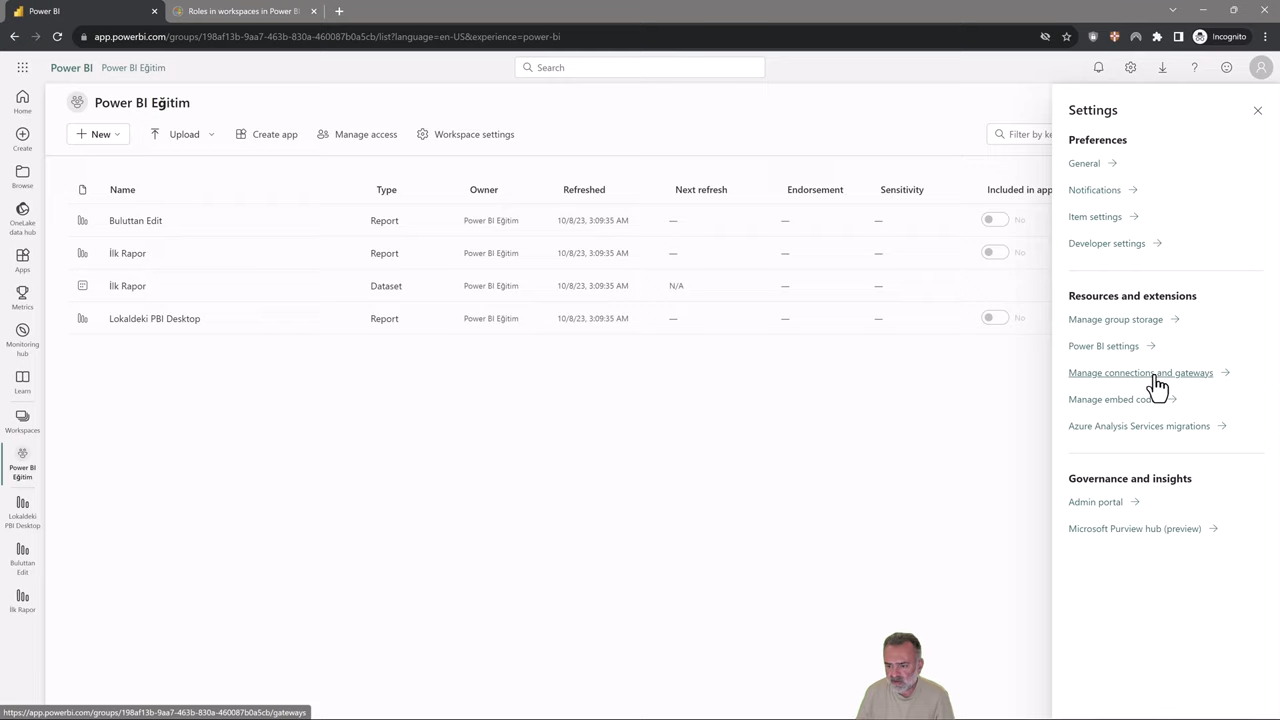 Power BI
Roles in workspaces in Power BI
app.powerbi.com/groups/198af13b-9aa7-463b-830a-460087b0a5cb/list?language=en-US&experience=power-bi
Incognito
Power BI Power BI Eğitim
Search
Home
Create
Browse
OneLake
data hub
Apps
Metrics
Monitoring
hub
Learn
Workspaces
Power BI
Eğitim
Lokaldeki
PBI Desktop
Buluttan
Edit
İlk Rapor
Power BI Eğitim
New Upload Create app Manage access Workspace settings
Filter by ke
Name Type Owner Refreshed Next refresh Endorsement Sensitivity Included in app
Buluttan Edit Report Power BI Eğitim 10/8/23, 3:09:35 AM — — — No
İlk Rapor Report Power BI Eğitim 10/8/23, 3:09:35 AM — — — No
İlk Rapor Dataset Power BI Eğitim 10/8/23, 3:09:35 AM N/A — —
Lokaldeki PBI Desktop Report Power BI Eğitim 10/8/23, 3:09:35 AM — — — No
Settings
Preferences
General
Notifications
Item settings
Developer settings
Resources and extensions
Manage group storage
Power BI settings
Manage connections and gateways
Manage embed cod
Azure Analysis Services migrations
Governance and insights
Admin portal
Microsoft Purview hub (preview)
https://app.powerbi.com/groups/198af13b-9aa7-463b-830a-460087b0a5cb/gateways